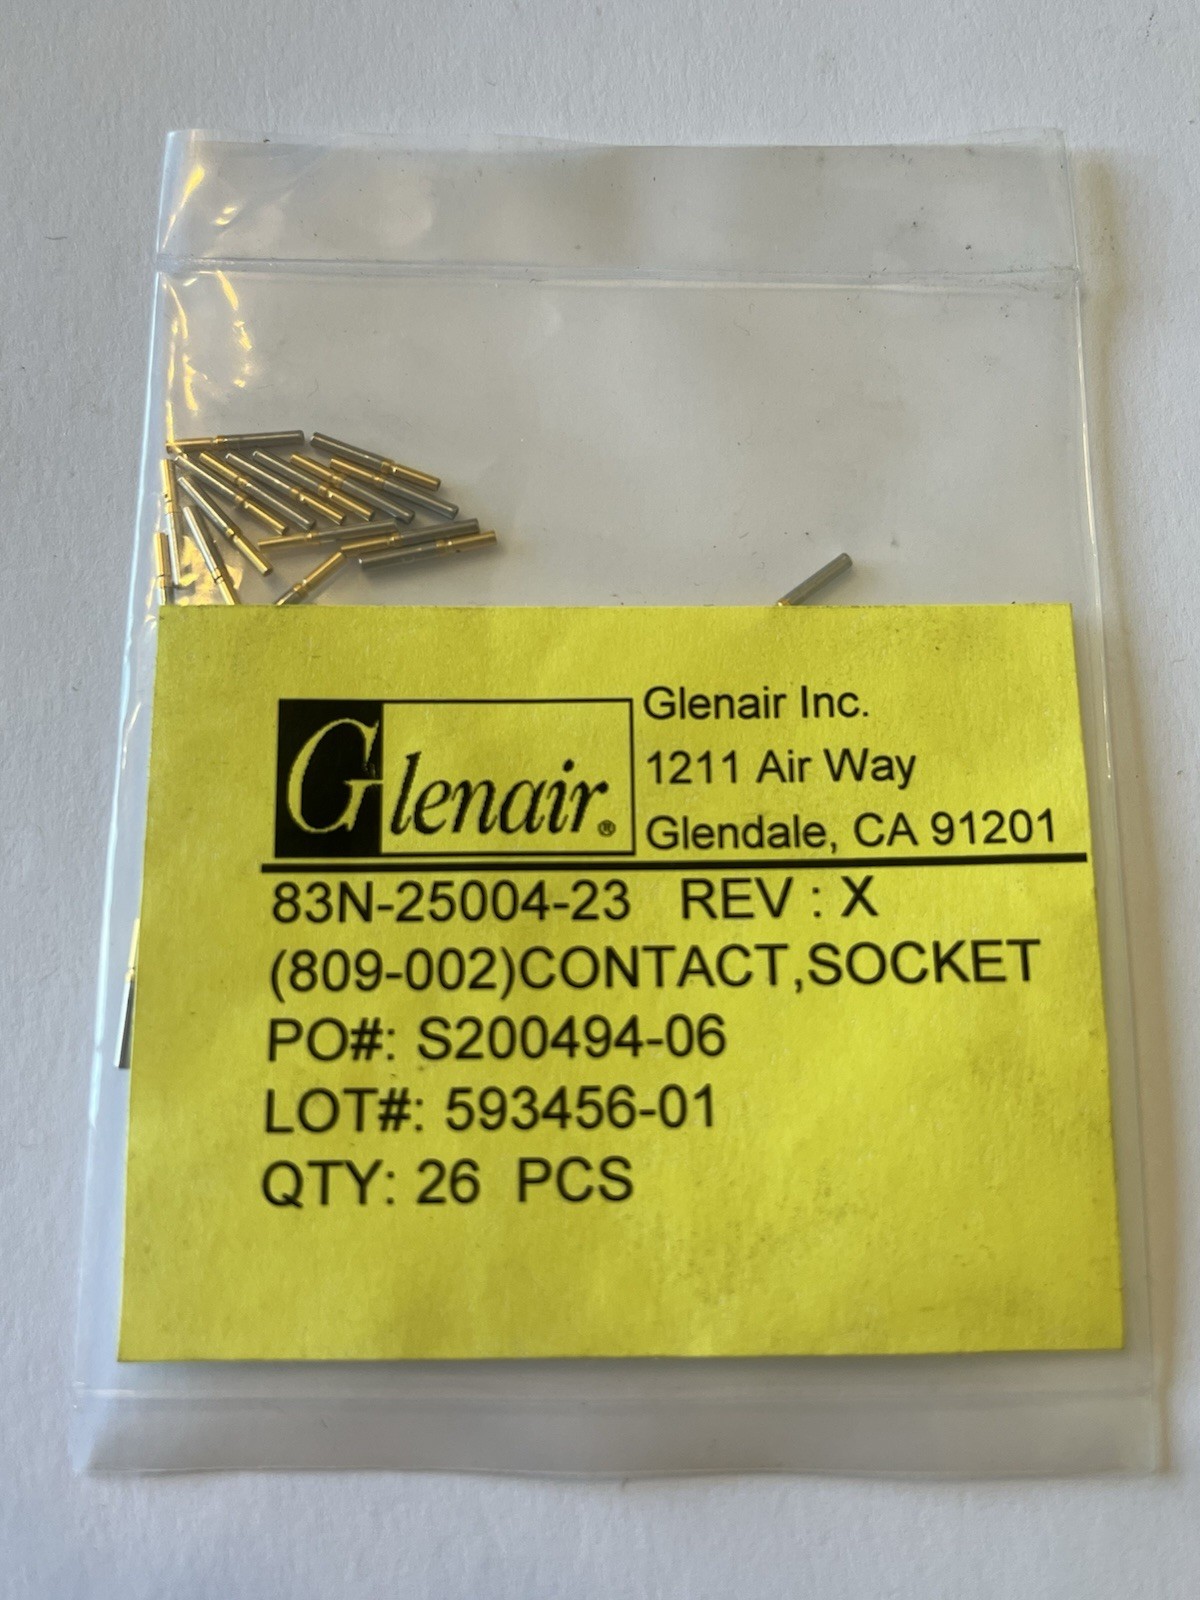 Glenair®
Glenair Inc.
1211 Air Way
Glendale, CA 91201
83N-25004-23 REV : X
(809-002)CONTACT,SOCKET
PO#: S200494-06
LOT#: 593456-01
QTY: 26 PCS